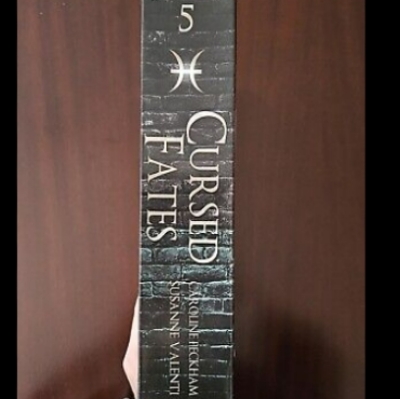 5
CURSED
FATES
CAROLINE PECKHAM
SUSANNE VALENTI